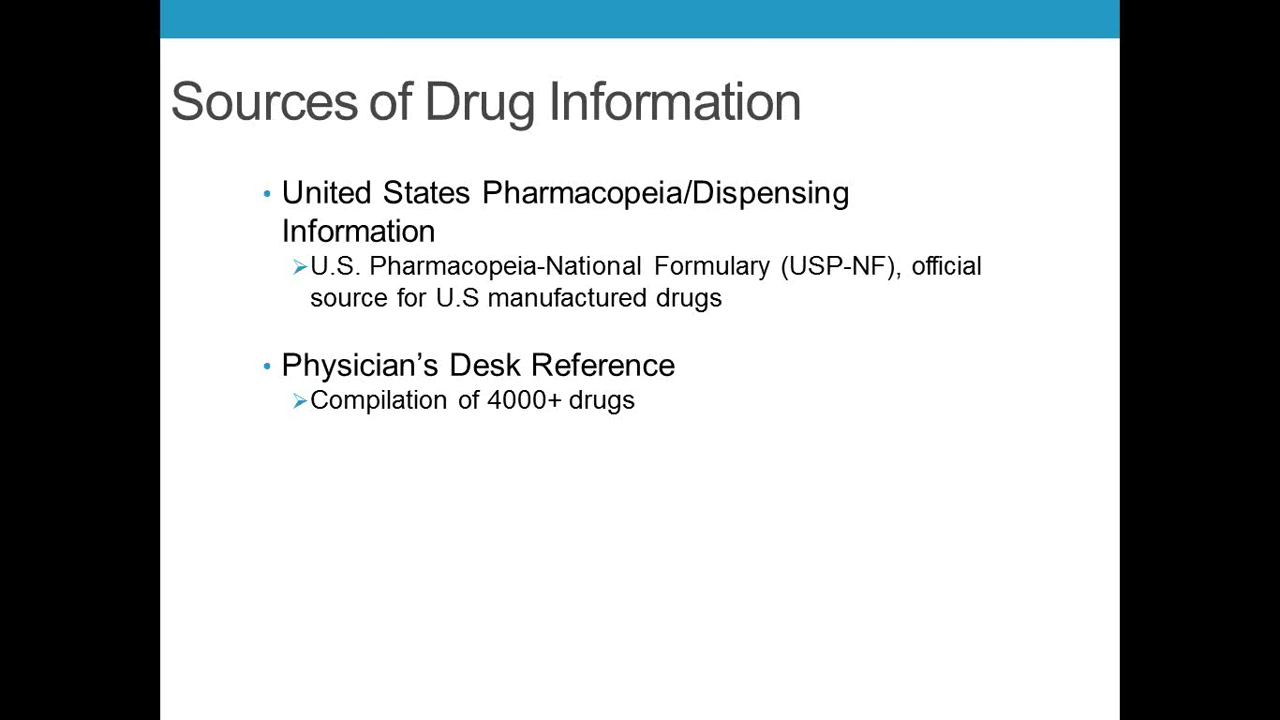 Sources of Drug Information
• United States Pharmacopeia/Dispensing
Information
➢U.S. Pharmacopeia-National Formulary (USP-NF), official
source for U.S manufactured drugs
• Physician’s Desk Reference
➢Compilation of 4000+ drugs